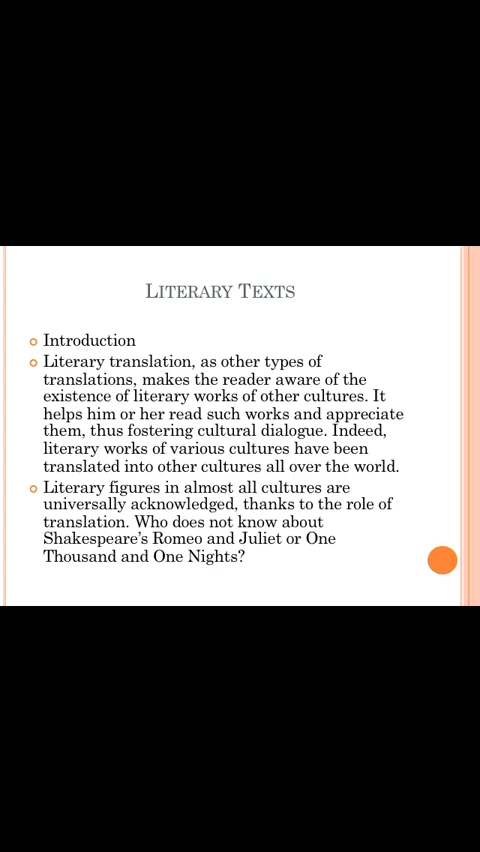 LITERARY TEXTS
Introduction
Literary translation, as other types of
translations, makes the reader aware of the
existence of literary works of other cultures. It
helps him or her read such works and appreciate
them, thus fostering cultural dialogue. Indeed,
literary works of various cultures have been
translated into other cultures all over the world.
Literary figures in almost all cultures are
universally acknowledged, thanks to the role of
translation. Who does not know about
Shakespeare’s Romeo and Juliet or One
Thousand and One Nights?